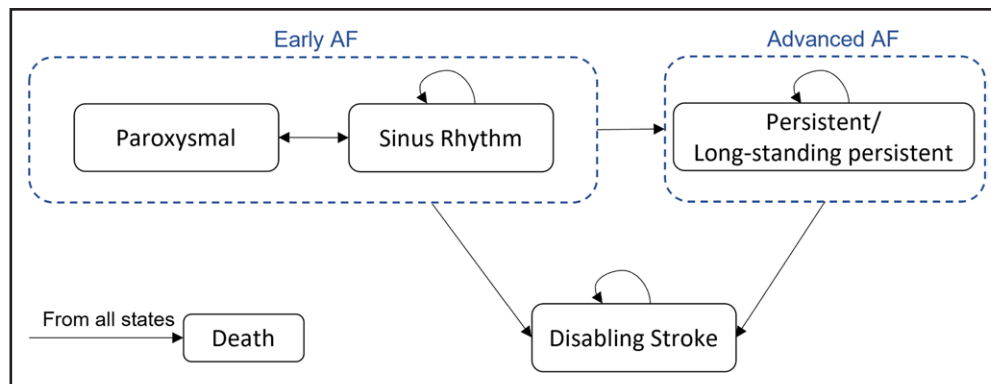 Early AF
Advanced AF
Paroxysmal
Sinus Rhythm
Persistent/
Long-standing persistent
From all states
Death
Disabling Stroke